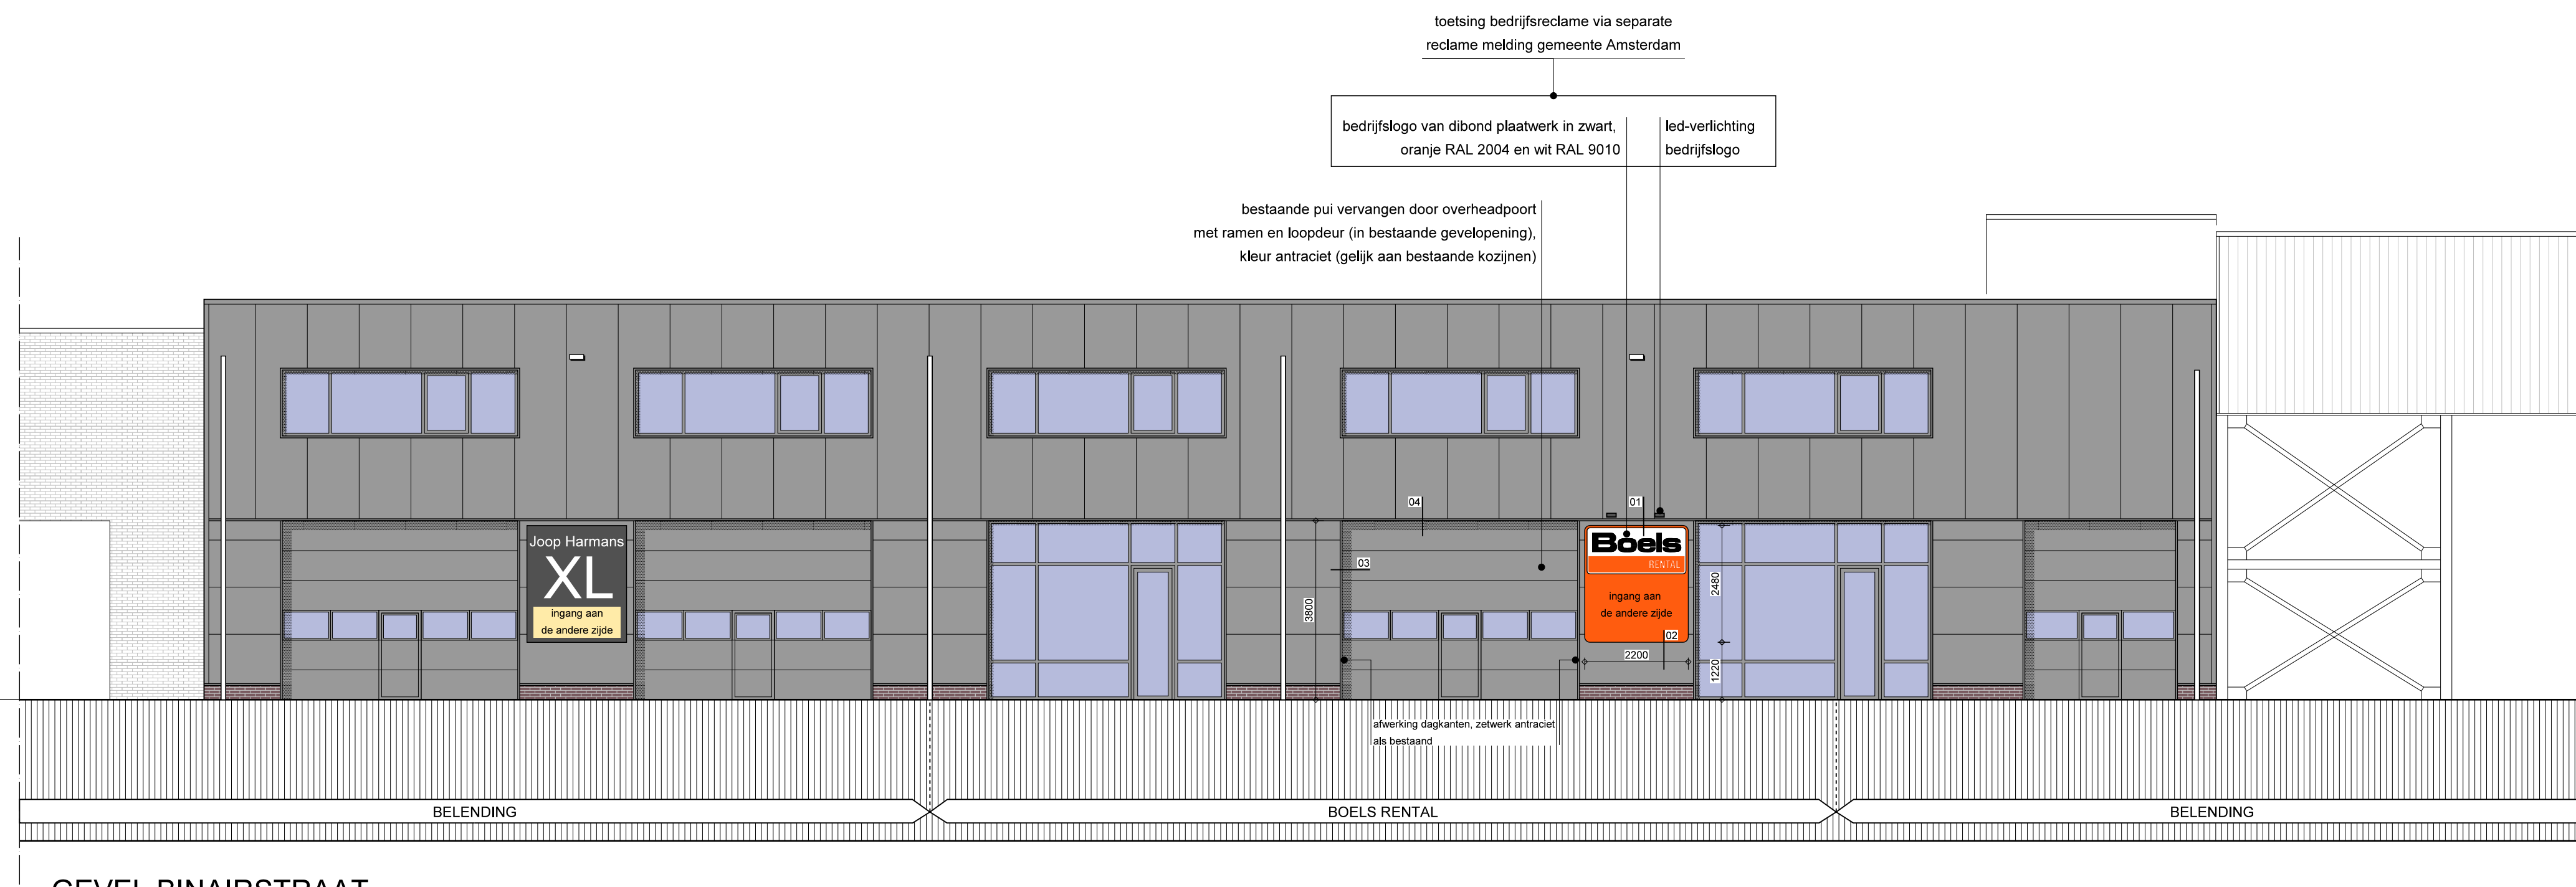 toetsing bedrijfsreclame via separate
reclame melding gemeente Amsterdam
bedrijfslogo van dibond plaatwerk in zwart,
oranje RAL 2004 en wit RAL 9010
led-verlichting
bedrijfslogo
bestaande pui vervangen door overheadpoort
met ramen en loopdeur (in bestaande gevelopening),
kleur antraciet (gelijk aan bestaande kozijnen)
04
01
Joop Harmans
XL
ingang aan
de andere zijde
03
3800
Boels
RENTAL
ingang aan
de andere zijde
02
2480
2200
1220
afwerking dagkanten, zetwerk antraciet
als bestaand
BELENDING
BOELS RENTAL
BELENDING
GEVEL BINAIRSTRAAT